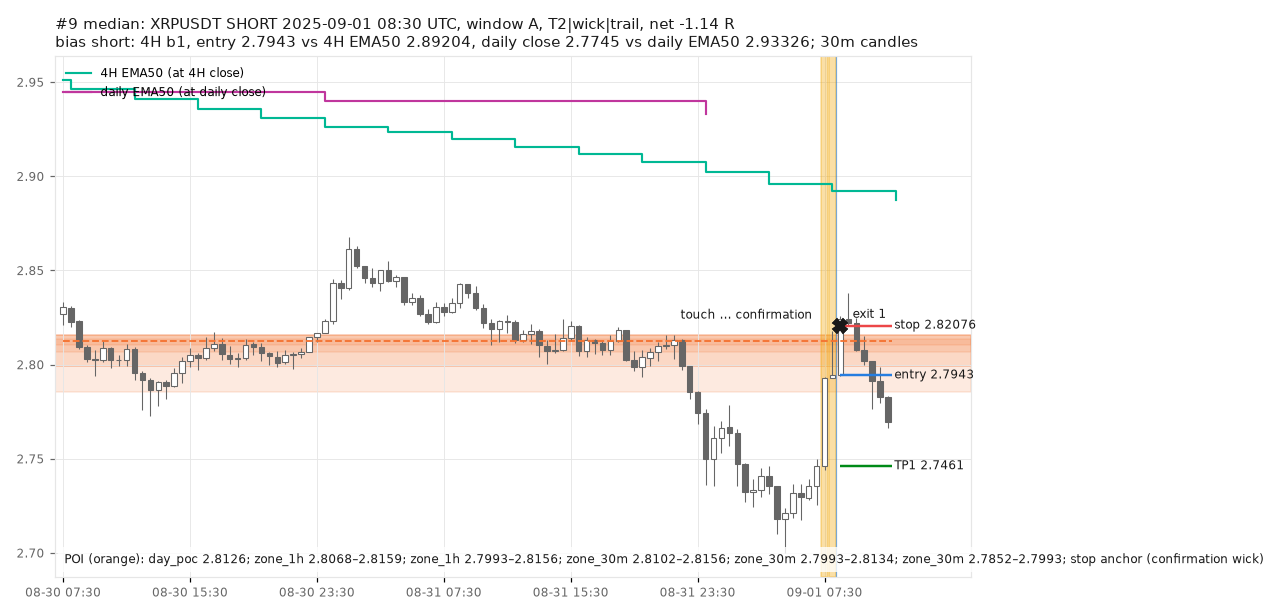 #9 median: XRPUSDT SHORT 2025-09-01 08:30 UTC, window A, T2|wick|trail, net -1.14 R
bias short: 4H b1, entry 2.7943 vs 4H EMA50 2.89204, daily close 2.7745 vs daily EMA50 2.93326; 30m candles
4H EMA50 (at 4H close)
daily EMA50 (at daily close)
2.95
2.90
2.85
2.80
2.75
2.70
touch ... confirmation
exit 1
stop 2.82076
entry 2.7943
TP1 2.7461
POI (orange): day_poc 2.8126; zone_1h 2.8068–2.8159; zone_1h 2.7993–2.8156; zone_30m 2.8102–2.8156; zone_30m 2.7993–2.8134; zone_30m 2.7852–2.7993; stop anchor (confirmation wick)
08-30 07:30
08-30 15:30
08-30 23:30
08-31 07:30
08-31 15:30
08-31 23:30
09-01 07:30